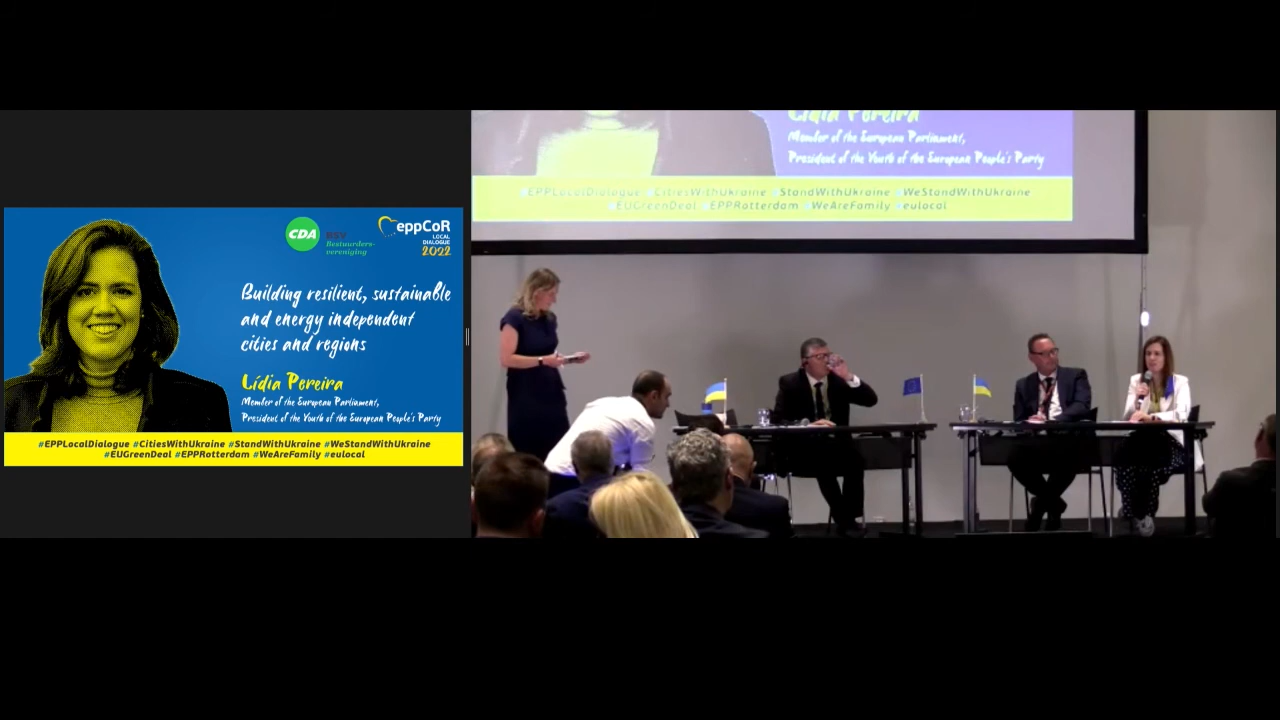 CDA
RSV
Bestuurders-
vereniging
eppCoR
LOCAL
DIALOGUE
2022
Building resilient, sustainable
and energy independent
cities and regions
Lídia Pereira
Member of the European Parliament,
President of the Youth of the European People's Party
#EPPLocalDialogue #CitiesWithUkraine #StandWithUkraine #WeStandWithUkraine
#EUGreenDeal #EPPRotterdam #WeAreFamily #eulocal
Lídia Pereira
Member of the European Parliament,
President of the Youth of the European People's Party
#EPPLocalDialogue #CitiesWithUkraine #StandWithUkraine #WeStandWithUkraine
#EUGreenDeal #EPPRotterdam #WeAreFamily #eulocal